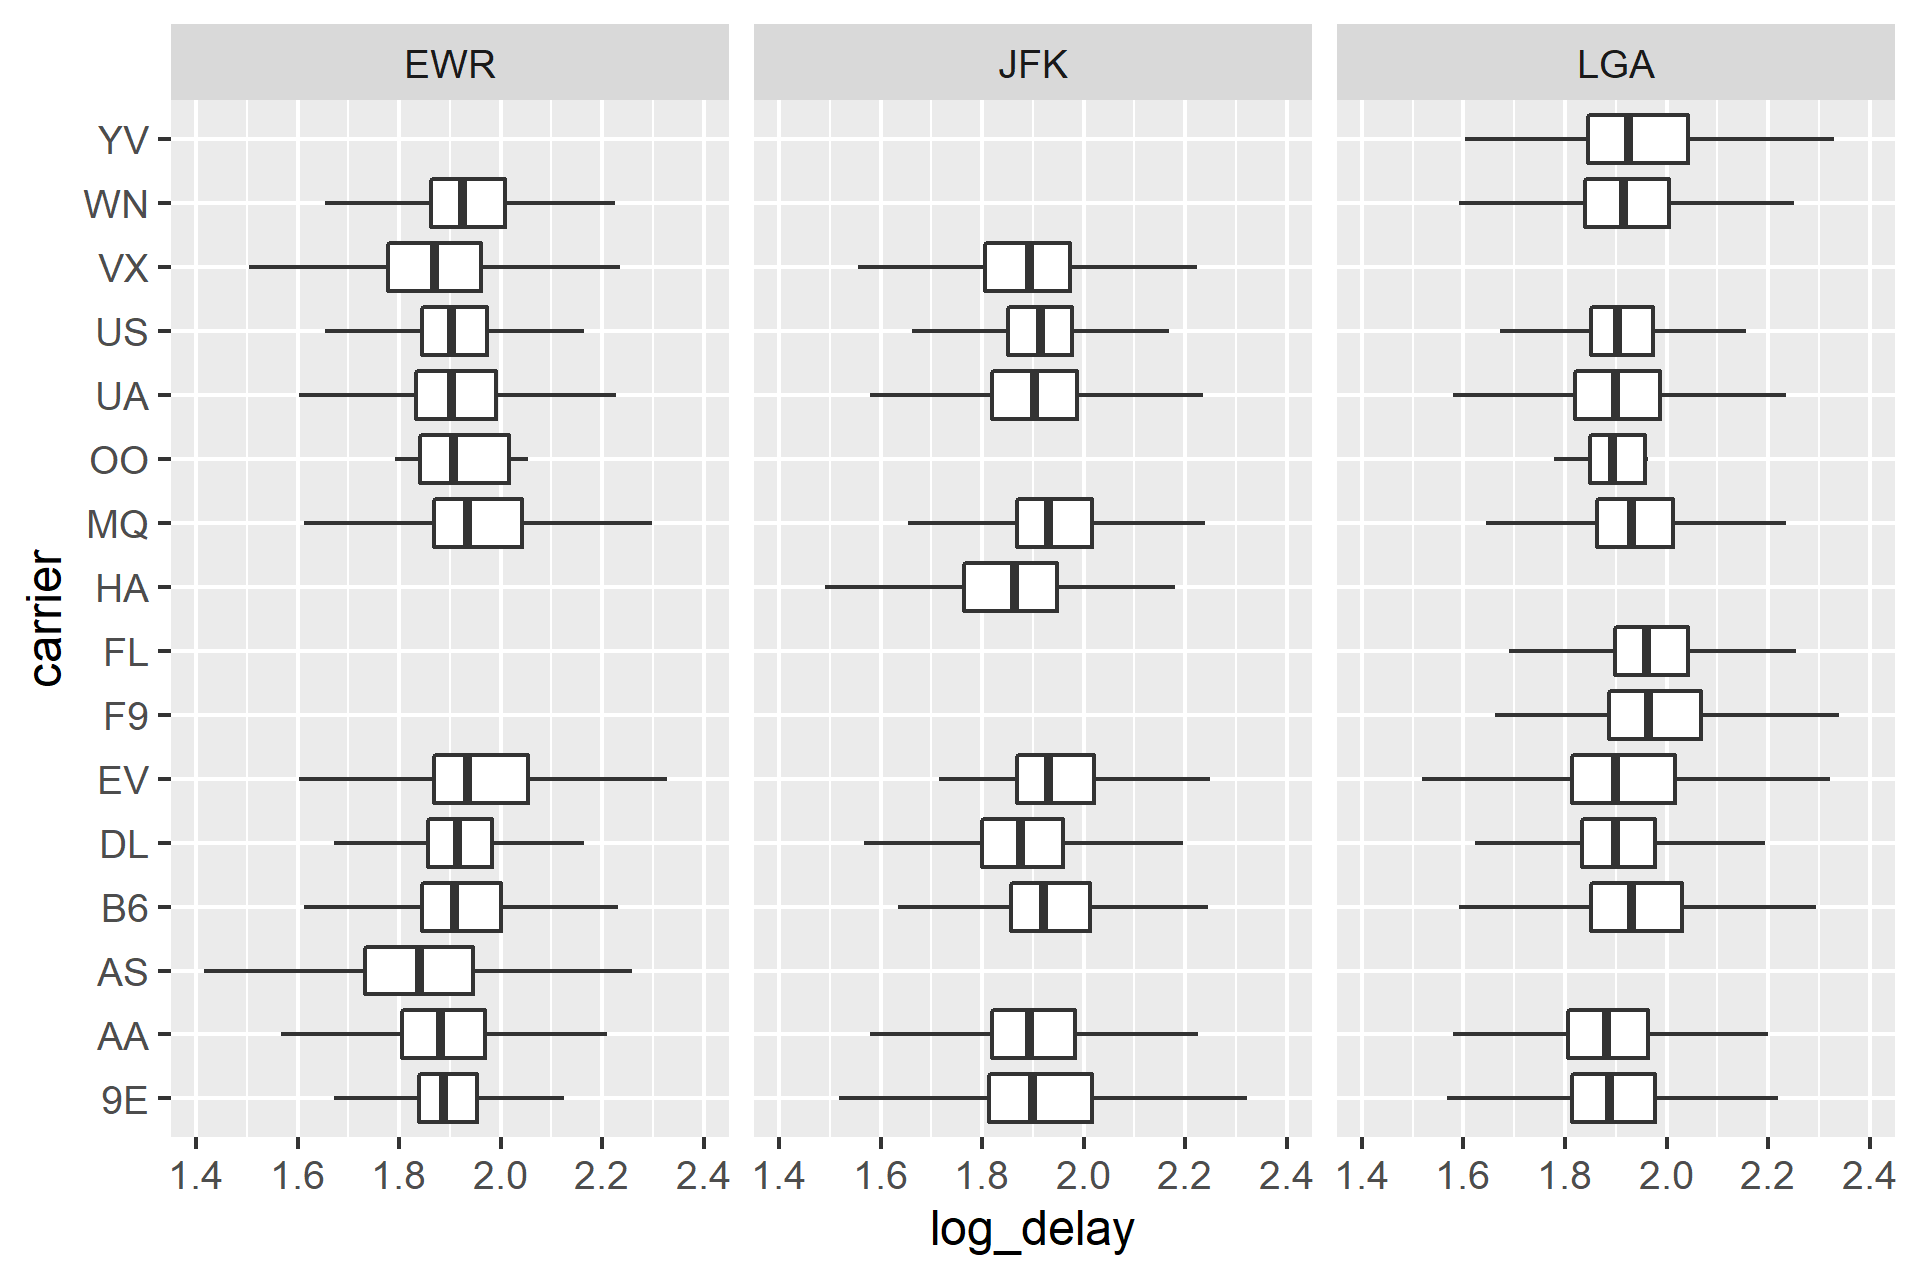 EWR JFK LGA
YV
WN
VX
US
UA
OO
MQ
HA
FL
F9
EV
DL
B6
AS
AA
9E
carrier
1.4 1.6 1.8 2.0 2.2 2.4 1.4 1.6 1.8 2.0 2.2 2.4 1.4 1.6 1.8 2.0 2.2 2.4
log_delay